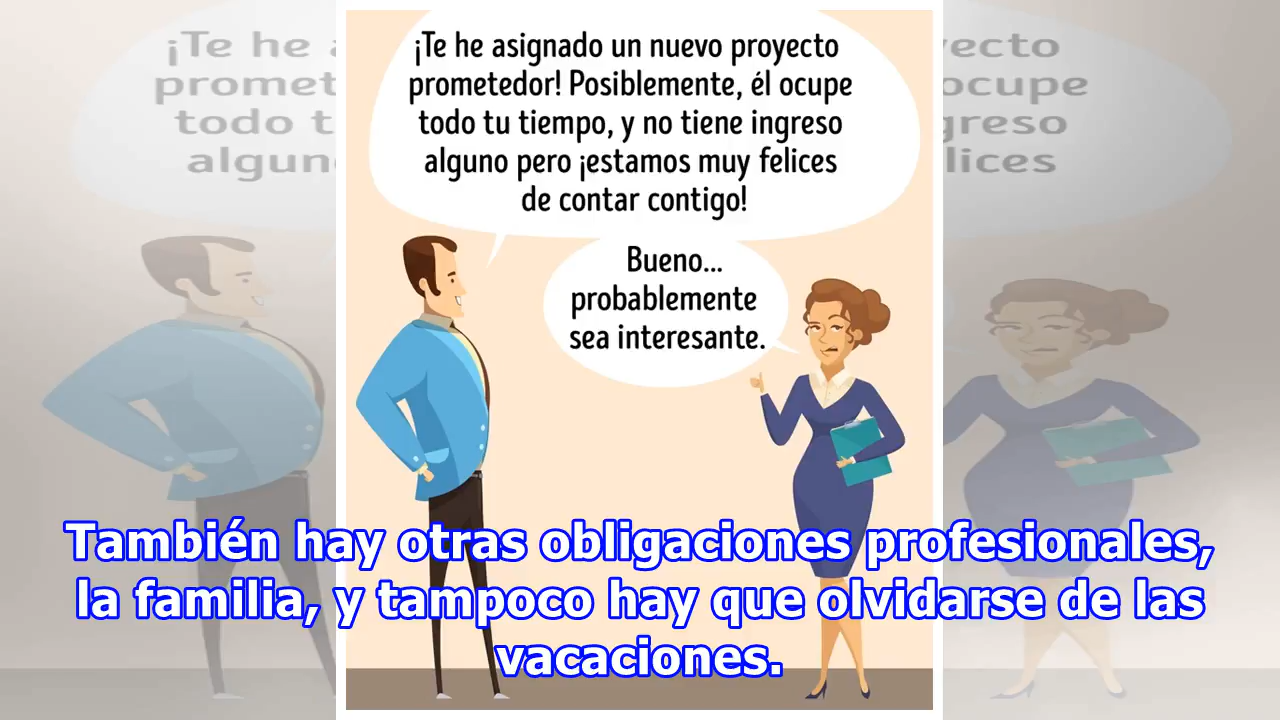 ¡Te he asignado un nuevo proyecto
prometedor! Posiblemente, él ocupe
todo tu tiempo, y no tiene ingreso
alguno pero ¡estamos muy felices
de contar contigo!
Bueno...
probablemente
sea interesante.
También hay otras obligaciones profesionales,
la familia, y tampoco hay que olvidarse de las
vacaciones.